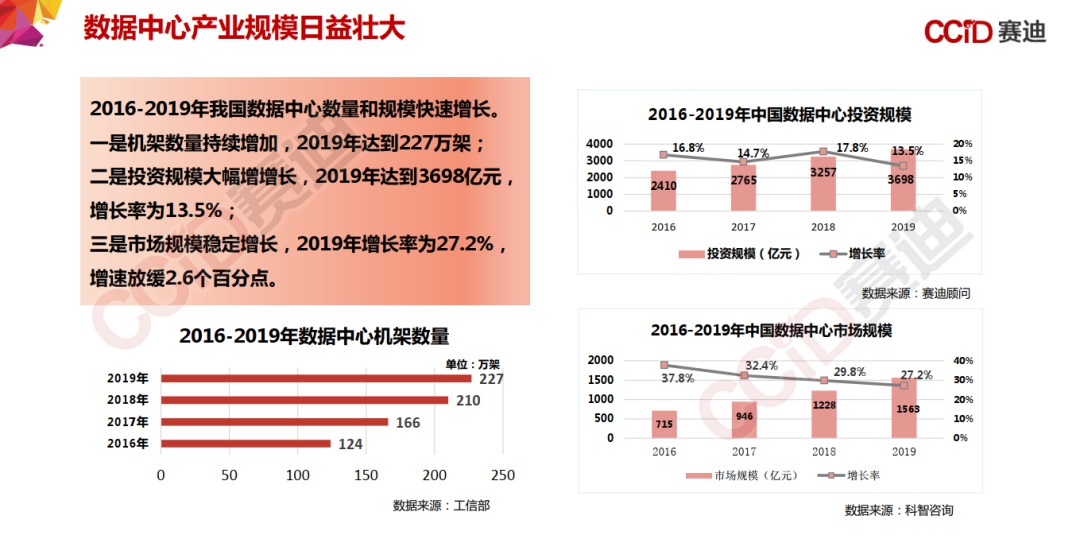 数据中心产业规模日益壮大
CCiD 赛迪
2016-2019年我国数据中心数量和规模快速增长。
一是机架数量持续增加，2019年达到227万架；
二是投资规模大幅增增长，2019年达到3698亿元，
增长率为13.5%；
三是市场规模稳定增长，2019年增长率为27.2%，
增速放缓2.6个百分点。
2016-2019年数据中心机架数量
单位：万架
2019年 227
2018年 210
2017年 166
2016年 124
0 50 100 150 200 250
数据来源：工信部
2016-2019年中国数据中心投资规模
16.8% 14.7% 17.8% 13.5%
4000 20%
3000 15%
2000 10%
1000 5%
0 0%
2410 2765 3257 3698
2016 2017 2018 2019
投资规模（亿元） 增长率
数据来源：赛迪顾问
2016-2019年中国数据中心市场规模
2000 40%
1500 30%
1000 20%
500 10%
0 0%
37.8% 32.4% 29.8% 27.2%
715 946 1228 1563
2016 2017 2018 2019
市场规模（亿元） 增长率
数据来源：科智咨询
CCiD赛迪
CCiD赛迪